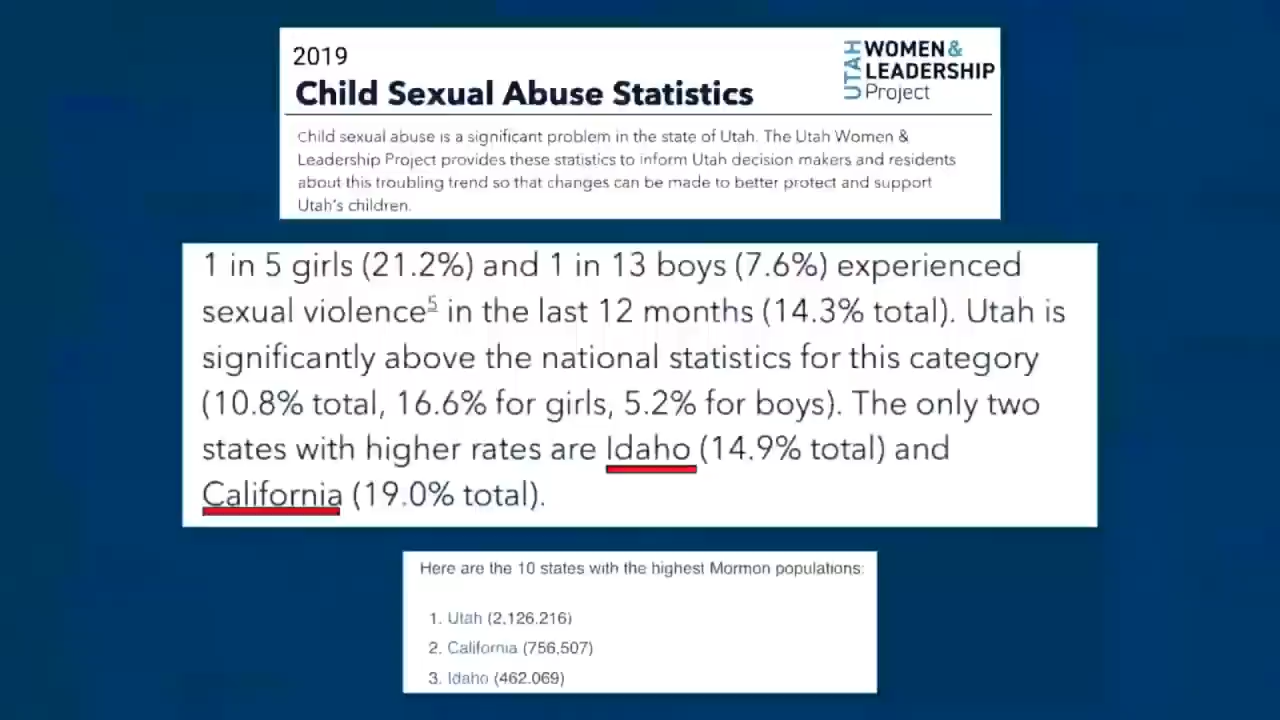 2019
Child Sexual Abuse Statistics
UTAH
WOMEN&
LEADERSHIP
Project
Child sexual abuse is a significant problem in the state of Utah. The Utah Women &
Leadership Project provides these statistics to inform Utah decision makers and residents
about this troubling trend so that changes can be made to better protect and support
Utah's children.
1 in 5 girls (21.2%) and 1 in 13 boys (7.6%) experienced
sexual violence5 in the last 12 months (14.3% total). Utah is
significantly above the national statistics for this category
(10.8% total, 16.6% for girls, 5.2% for boys). The only two
states with higher rates are Idaho (14.9% total) and
California (19.0% total).
Here are the 10 states with the highest Mormon populations:
1. Utah (2,126,216)
2. California (756,507)
3. Idaho (462,069)